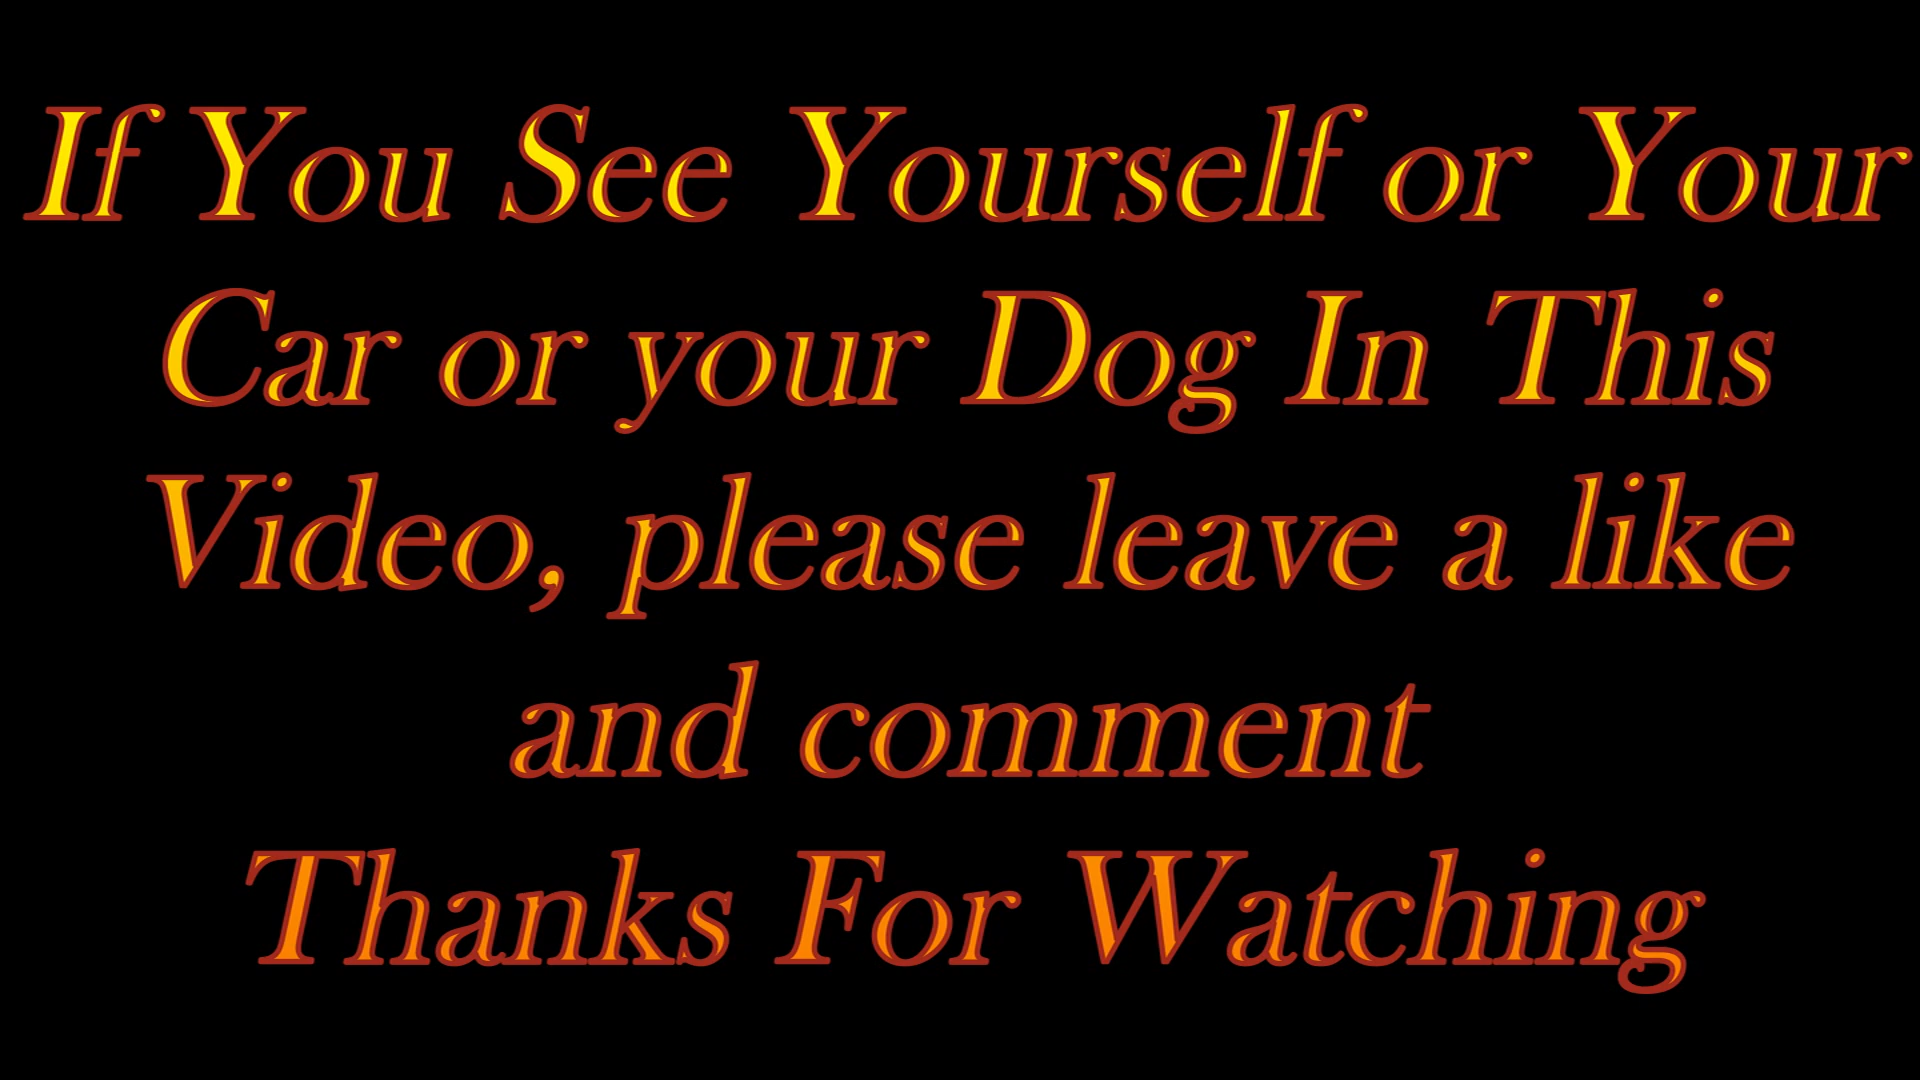 If You See Yourself or Your
Car or your Dog In This
Video, please leave a like
and comment
Thanks For Watching